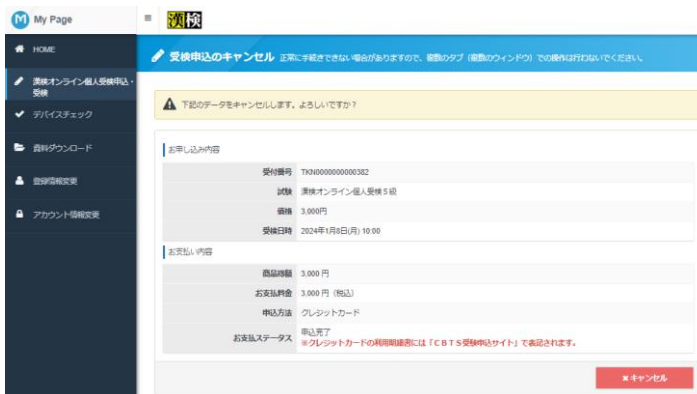 My Page
漢検
HOME
漢検オンライン個人受検申込・
受検
デバイスチェック
資料ダウンロード
登録情報変更
アカウント情報変更
受検申込のキャンセル 正常に手続きできない場合がありますので、複数のタブ（複数のウィンドウ）での操作は行わないでください。
下記のデータをキャンセルします。よろしいですか？
お申し込み内容
受付番号 TKN0000000000382
試験 漢検オンライン個人受検５級
価格 3,000円
受検日時 2024年1月8日(月) 10:00
お支払い内容
商品総額 3,000 円
お支払料金 3,000 円（税込）
申込方法 クレジットカード
お支払ステータス 申込完了
※クレジットカードの利用明細書には「ＣＢＴＳ受験申込サイト」で表記されます。
キャンセル